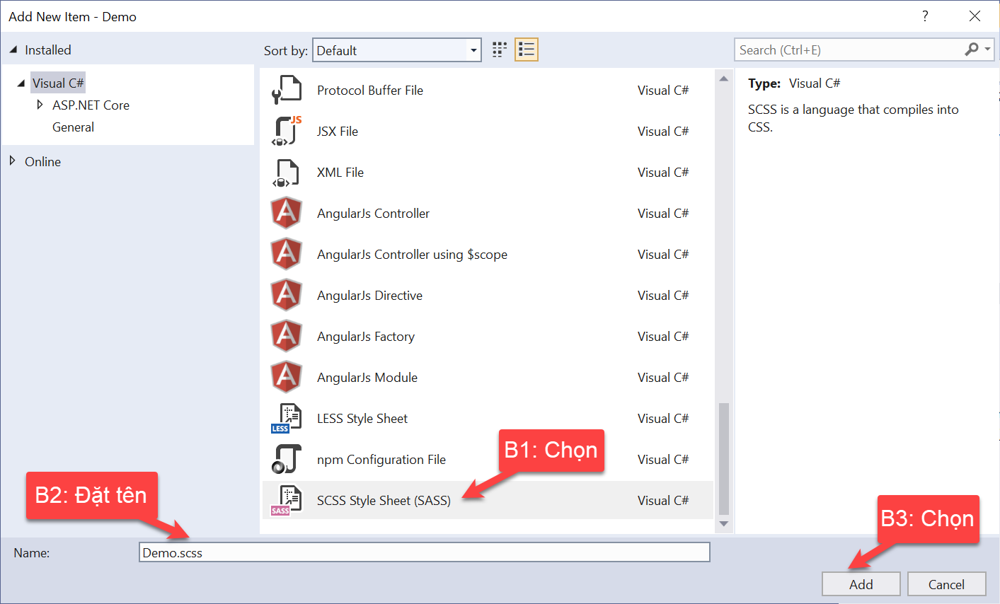 Add New Item - Demo
?
Installed
Visual C#
ASP.NET Core
General
Online
Sort by: Default
Search (Ctrl+E)
Protocol Buffer File Visual C#
JS
JSX File Visual C#
XML File Visual C#
A
AngularJs Controller Visual C#
A
AngularJs Controller using $scope Visual C#
A
AngularJs Directive Visual C#
A
AngularJs Factory Visual C#
A
AngularJs Module Visual C#
LESS
LESS Style Sheet Visual C#
npm Configuration File Visual C#
SASS
SCSS Style Sheet (SASS) Visual C#
Type: Visual C#
SCSS is a language that compiles into
CSS.
B1: Chọn
B2: Đặt tên
B3: Chọn
Name: Demo.scss
Add
Cancel